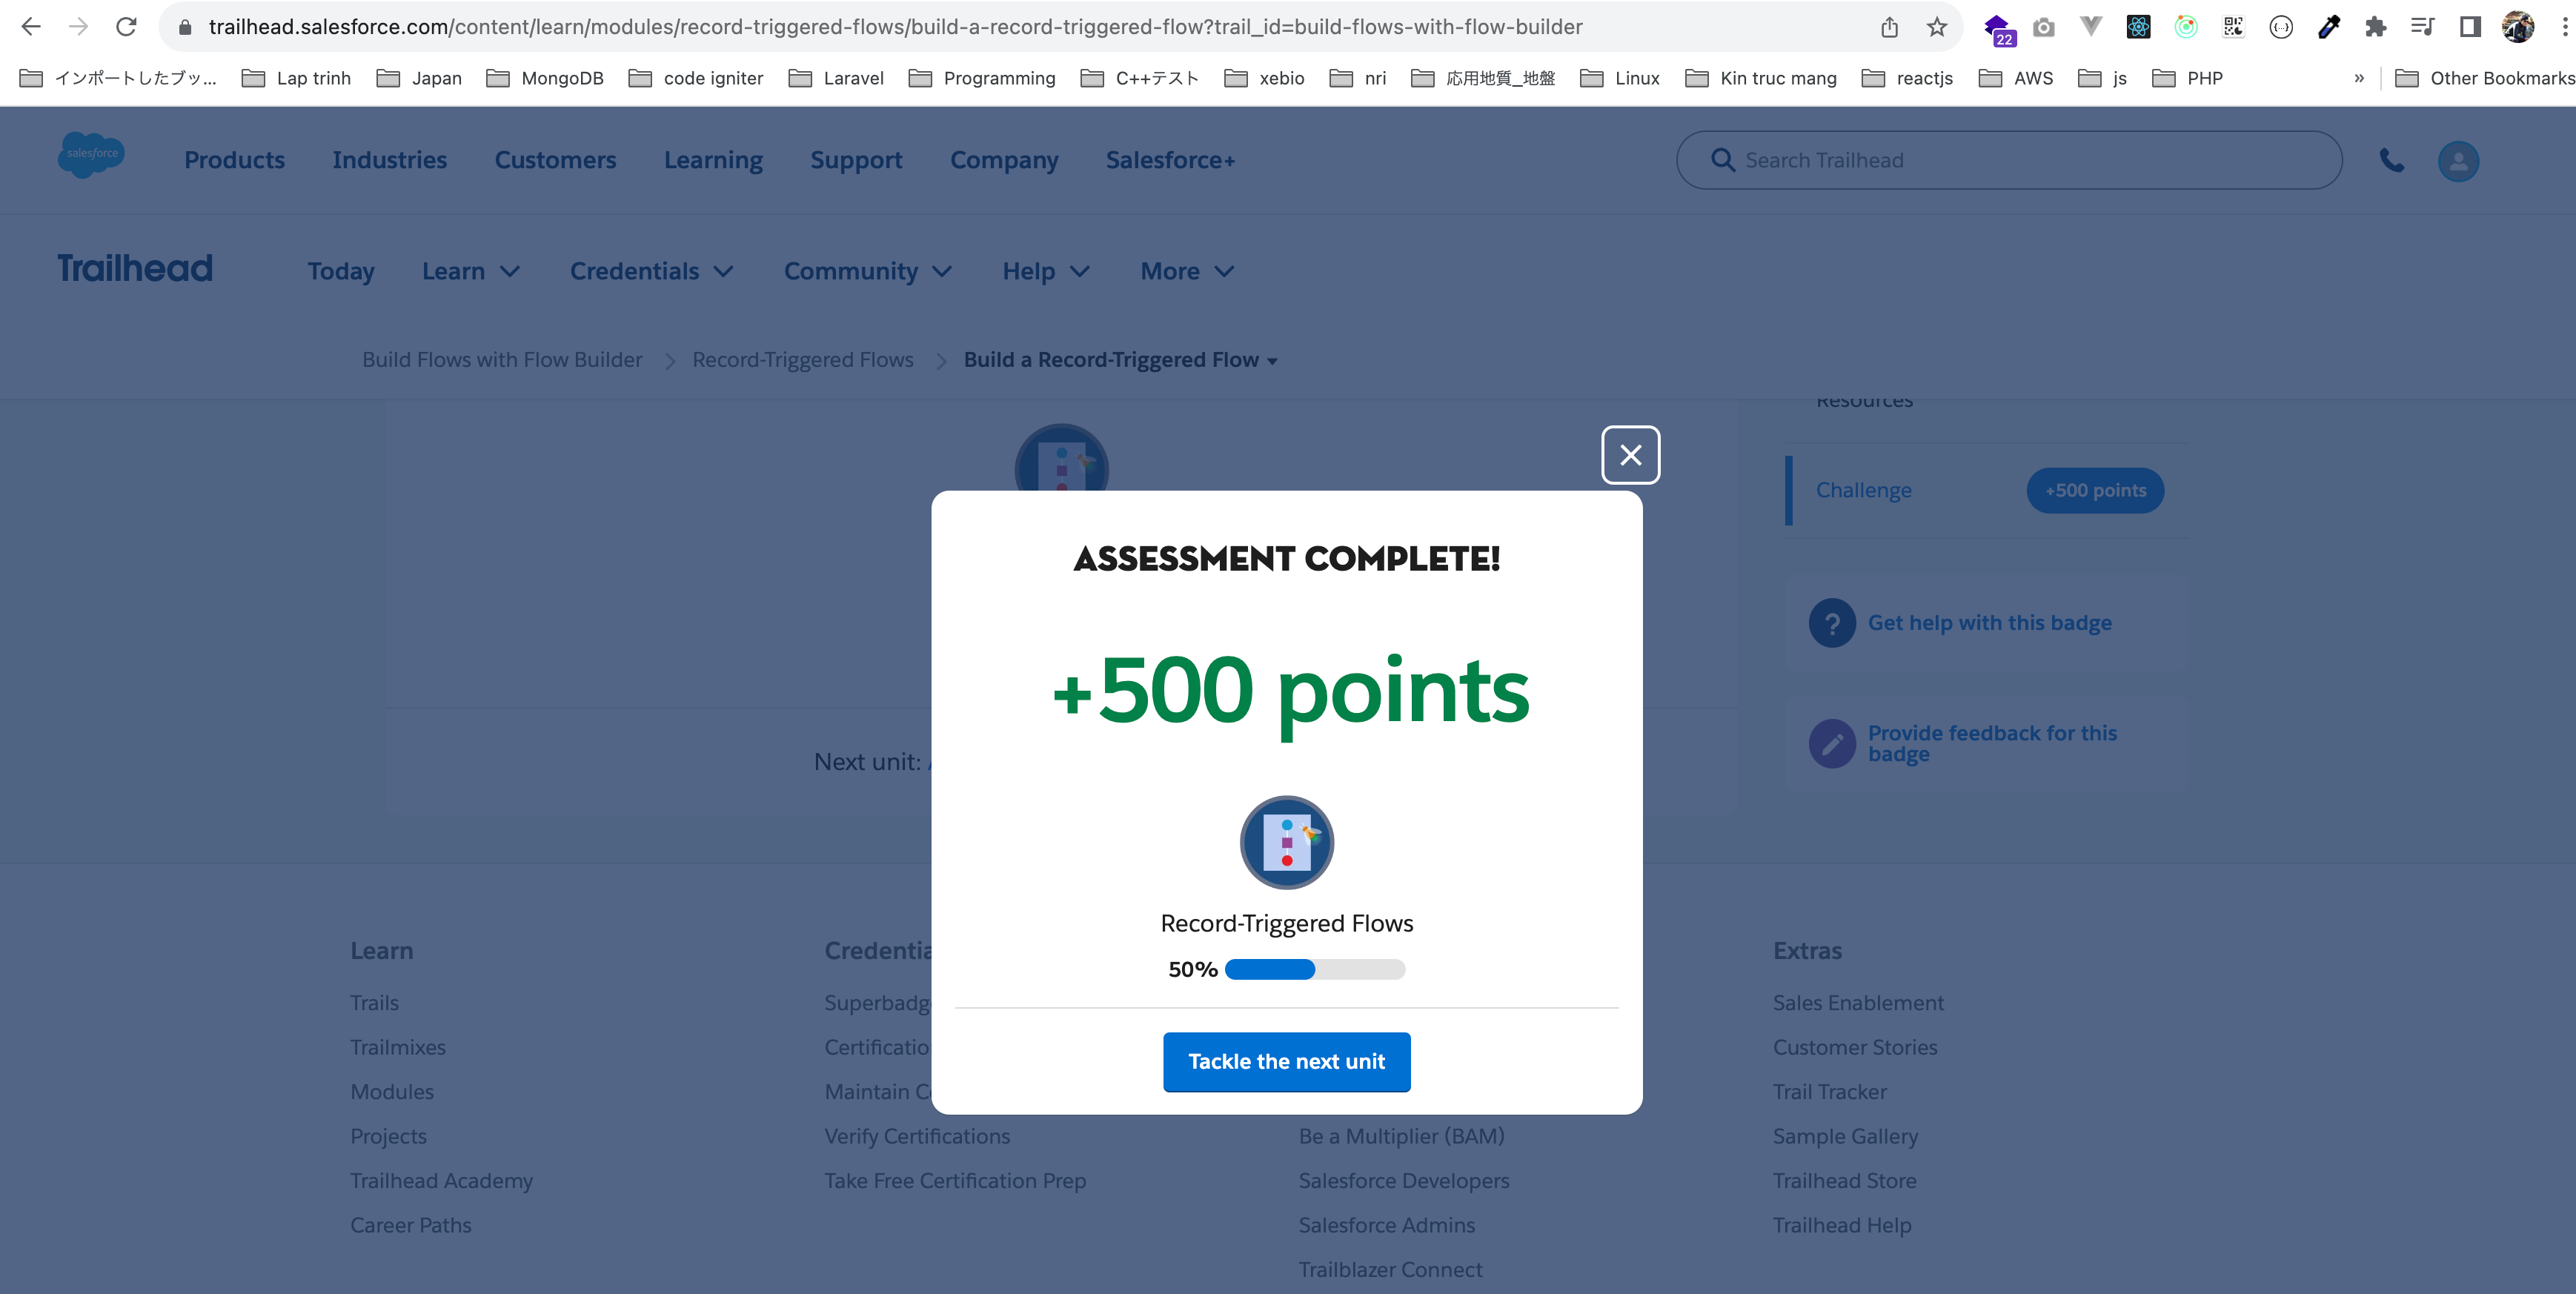 trailhead.salesforce.com/content/learn/modules/record-triggered-flows/build-a-record-triggered-flow?trail_id=build-flows-with-flow-builder
22
インポートしたブッ... Lap trinh Japan MongoDB code igniter Laravel Programming C++テスト xebio nri 応用地質_地盤 Linux Kin truc mang reactjs AWS js PHP » Other Bookmarks
salesforce Products Industries Customers Learning Support Company Salesforce+ Search Trailhead
Trailhead Today Learn Credentials Community Help More
Build Flows with Flow Builder Record-Triggered Flows Build a Record-Triggered Flow
Resources
Challenge +500 points
ASSESSMENT COMPLETE!
? Get help with this badge
+500 points
Provide feedback for this
badge
Next unit:
Record-Triggered Flows
50%
Tackle the next unit
Learn
Trails
Trailmixes
Modules
Projects
Trailhead Academy
Career Paths
Credentia
Superbadg
Certificatio
Maintain C
Verify Certifications
Take Free Certification Prep
Be a Multiplier (BAM)
Salesforce Developers
Salesforce Admins
Trailblazer Connect
Extras
Sales Enablement
Customer Stories
Trail Tracker
Sample Gallery
Trailhead Store
Trailhead Help